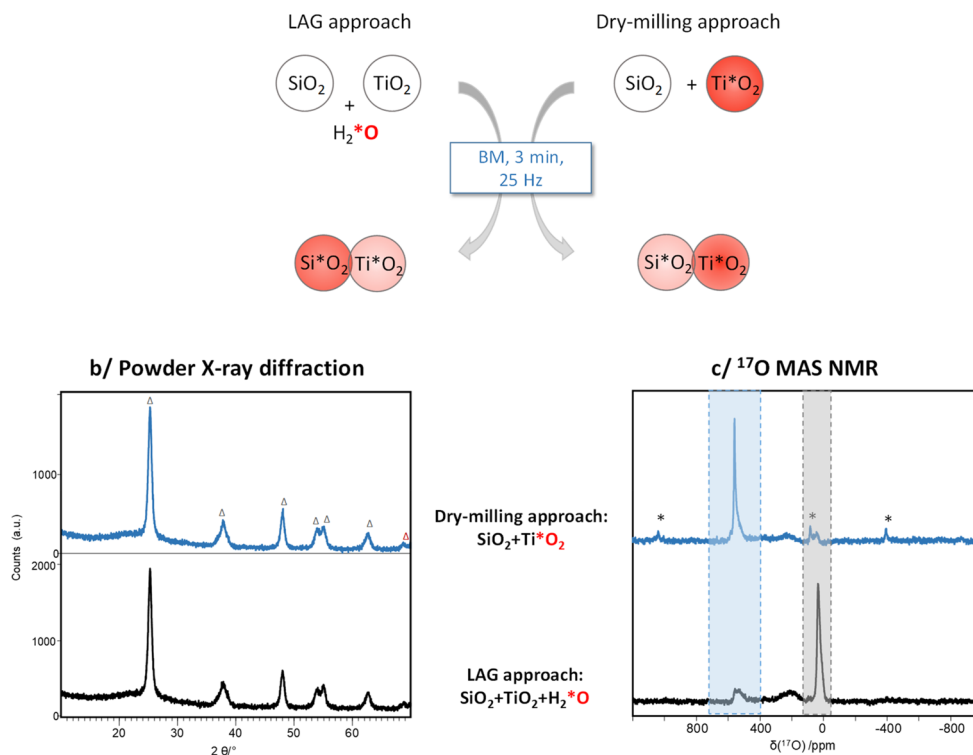 LAG approach
Dry-milling approach
SiO₂
TiO₂
+
H₂*O
SiO₂
+
Ti*O₂
BM, 3 min,
25 Hz
Si*O₂
Ti*O₂
Si*O₂
Ti*O₂
b/ Powder X-ray diffraction
c/ ¹⁷O MAS NMR
Counts (a.u.)
1000
0
2000
1000
0
Δ
Δ
Δ
Δ
Δ
Δ
Δ
20
30
40
50
60
2 θ/°
Dry-milling approach:
SiO₂+Ti*O₂
LAG approach:
SiO₂+TiO₂+H₂*O
*
*
*
800
400
0
-400
-800
δ(¹⁷O) /ppm